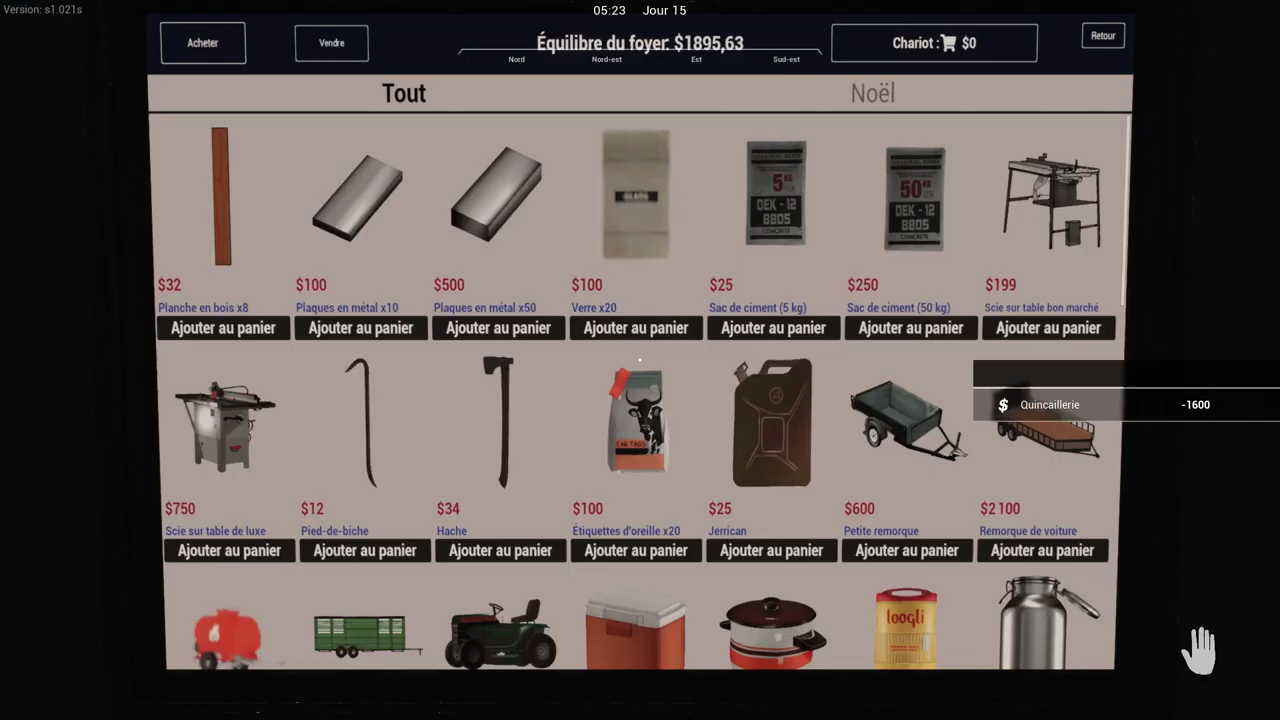 Version: s1.021s
05:23 Jour 15
Acheter
Vendre
Équilibre du foyer: $1895,63
Chariot : $0
Retour
Nord Nord-est Est Sud-est
Tout Noël
5KG
DEK - 12
8805
CONCRETE
50KG
DEK - 12
8805
CONCRETE
$32 $100 $500 $100 $25 $250 $199
Planche en bois x8 Plaques en métal x10 Plaques en métal x50 Verre x20 Sac de ciment (5 kg) Sac de ciment (50 kg) Scie sur table bon marché
Ajouter au panier Ajouter au panier Ajouter au panier Ajouter au panier Ajouter au panier Ajouter au panier Ajouter au panier
$ Quincaillerie -1600
EAR TAGS
$750 $12 $34 $100 $25 $600 $2 100
Scie sur table de luxe Pied-de-biche Hache Étiquettes d'oreille x20 Jerrican Petite remorque Remorque de voiture
Ajouter au panier Ajouter au panier Ajouter au panier Ajouter au panier Ajouter au panier Ajouter au panier Ajouter au panier
loogli